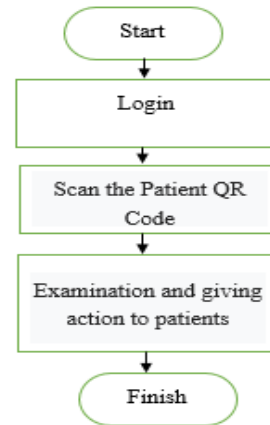 Start
Login
Scan the Patient QR
Code
Examination and giving
action to patients
Finish